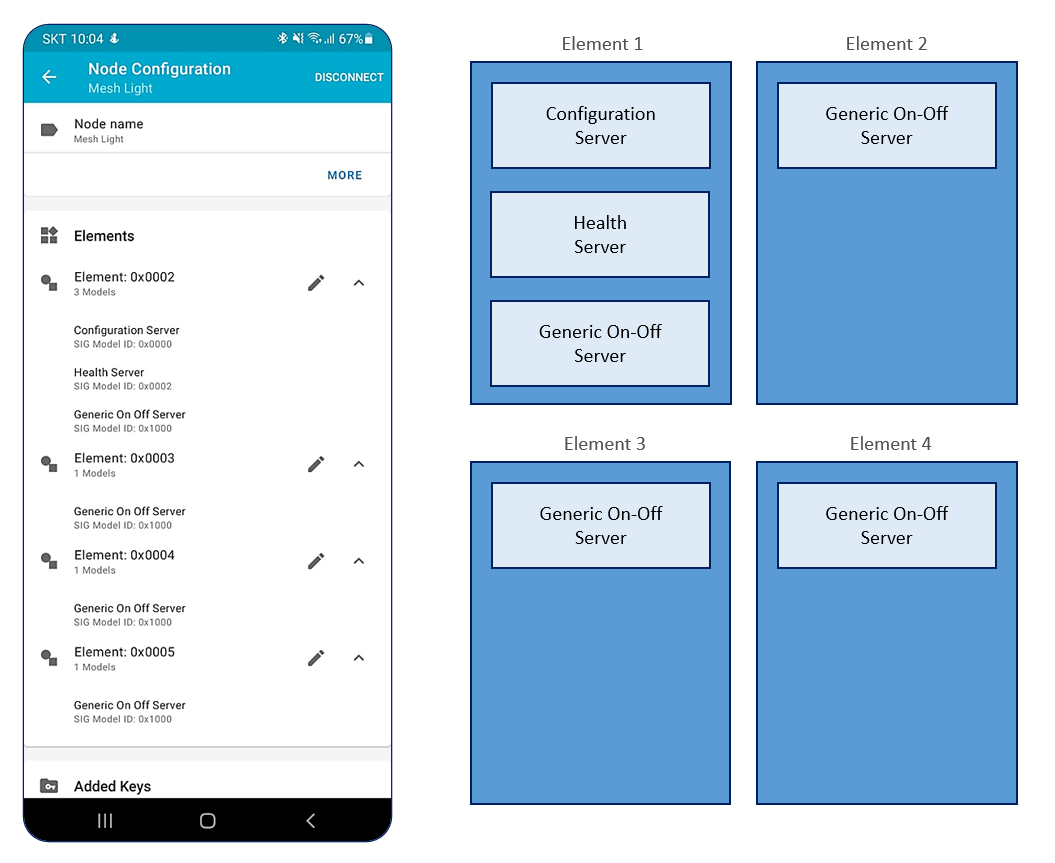 SKT 10:04
67%
Node Configuration
Mesh Light
DISCONNECT
Node name
Mesh Light
MORE
Elements
Element: 0x0002
3 Models
Configuration Server
SIG Model ID: 0x0000
Health Server
SIG Model ID: 0x0002
Generic On Off Server
SIG Model ID: 0x1000
Element: 0x0003
1 Models
Generic On Off Server
SIG Model ID: 0x1000
Element: 0x0004
1 Models
Generic On Off Server
SIG Model ID: 0x1000
Element: 0x0005
1 Models
Generic On Off Server
SIG Model ID: 0x1000
Added Keys
Element 1
Configuration
Server
Health
Server
Generic On-Off
Server
Element 2
Generic On-Off
Server
Element 3
Generic On-Off
Server
Element 4
Generic On-Off
Server